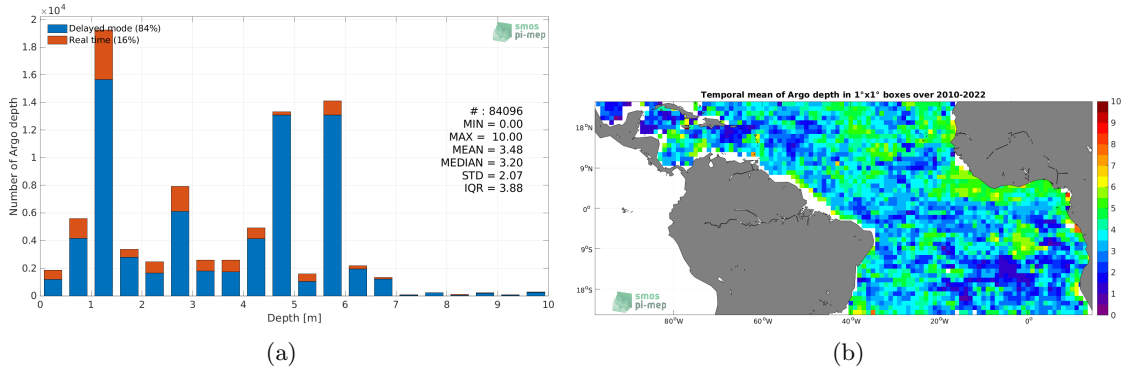 ×10⁴
2
1.8
1.6
1.4
1.2
1
0.8
0.6
0.4
0.2
0
Number of Argo depth
Delayed mode (84%)
Real time (16%)
smos
pi-mep
# : 84096
MIN = 0.00
MAX = 10.00
MEAN = 3.48
MEDIAN = 3.20
STD = 2.07
IQR = 3.88
0 1 2 3 4 5 6 7 8 9 10
Depth [m]
(a)
Temporal mean of Argo depth in 1°x1° boxes over 2010-2022
18°N
9°N
0°
9°S
18°S
smos
pi-mep
80°W 60°W 40°W 20°W 0°
10
9
8
7
6
5
4
3
2
1
0
(b)